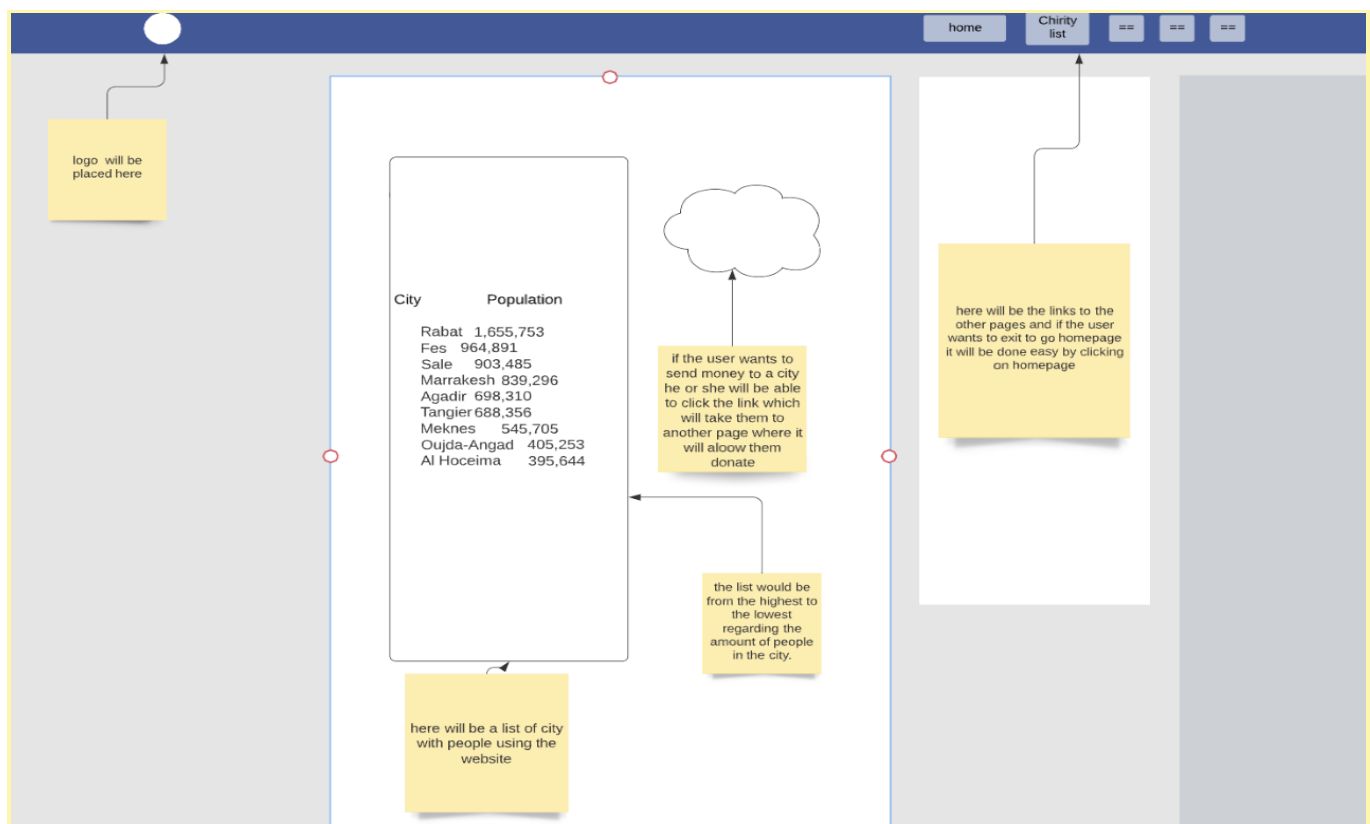 home
Chirity
list
==
==
==
logo will be
placed here
City Population
Rabat 1,655,753
Fes 964,891
Sale 903,485
Marrakesh 839,296
Agadir 698,310
Tangier 688,356
Meknes 545,705
Oujda-Angad 405,253
Al Hoceima 395,644
if the user wants to
send money to a city
he or she will be able
to click the link which
will take them to
another page where it
will aloow them
donate
here will be the links to the
other pages and if the user
wants to exit to go homepage
it will be done easy by clicking
on homepage
the list would be
from the highest to
the lowest
regarding the
amount of people
in the city.
here will be a list of city
with people using the
website